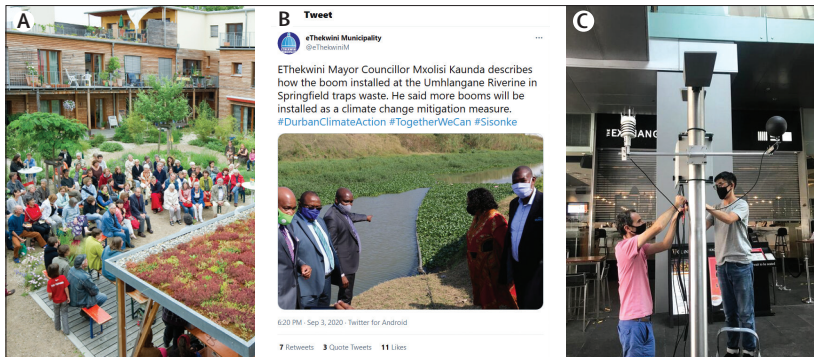 A
B
Tweet
eThekwini Municipality
@eThekwiniM
EThekwini Mayor Councillor Mxolisi Kaunda describes
how the boom installed at the Umhlangane Riverine in
Springfield traps waste. He said more booms will be
installed as a climate change mitigation measure.
#DurbanClimateAction #TogetherWeCan #Sisonke
6:20 PM · Sep 3, 2020 · Twitter for Android
7 Retweets 3 Quote Tweets 11 Likes
C
THE EXCHANGE